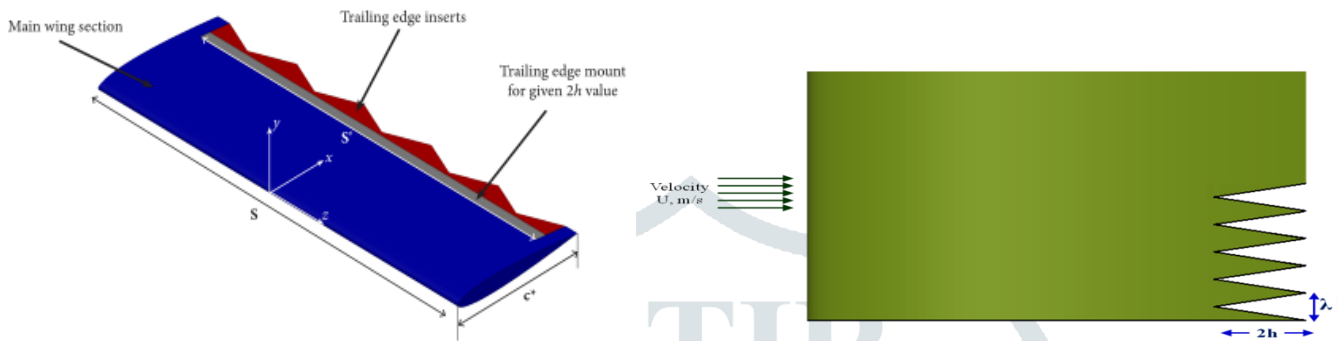 Main wing section
Trailing edge inserts
Trailing edge mount
for given 2h value
y
x
S'
S
z
c*
Velocity
U, m/s
λ
2h